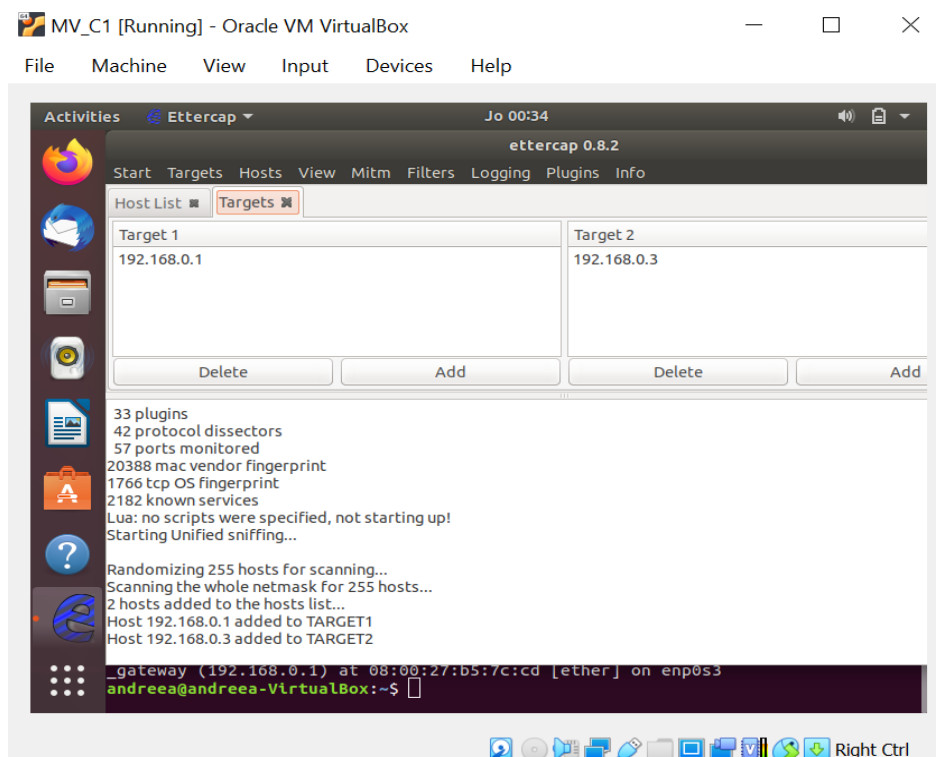 MV_C1 [Running] - Oracle VM VirtualBox
File Machine View Input Devices Help
Activities Ettercap Jo 00:34
ettercap 0.8.2
Start Targets Hosts View Mitm Filters Logging Plugins Info
Host List Targets
Target 1 Target 2
192.168.0.1 192.168.0.3
Delete Add Delete Add
33 plugins
42 protocol dissectors
57 ports monitored
20388 mac vendor fingerprint
1766 tcp OS fingerprint
2182 known services
Lua: no scripts were specified, not starting up!
Starting Unified sniffing...
Randomizing 255 hosts for scanning...
Scanning the whole netmask for 255 hosts...
2 hosts added to the hosts list...
Host 192.168.0.1 added to TARGET1
Host 192.168.0.3 added to TARGET2
_gateway (192.168.0.1) at 08:00:27:b5:7c:cd [ether] on enp0s3
andreea@andreea-VirtualBox:~$
Right Ctrl